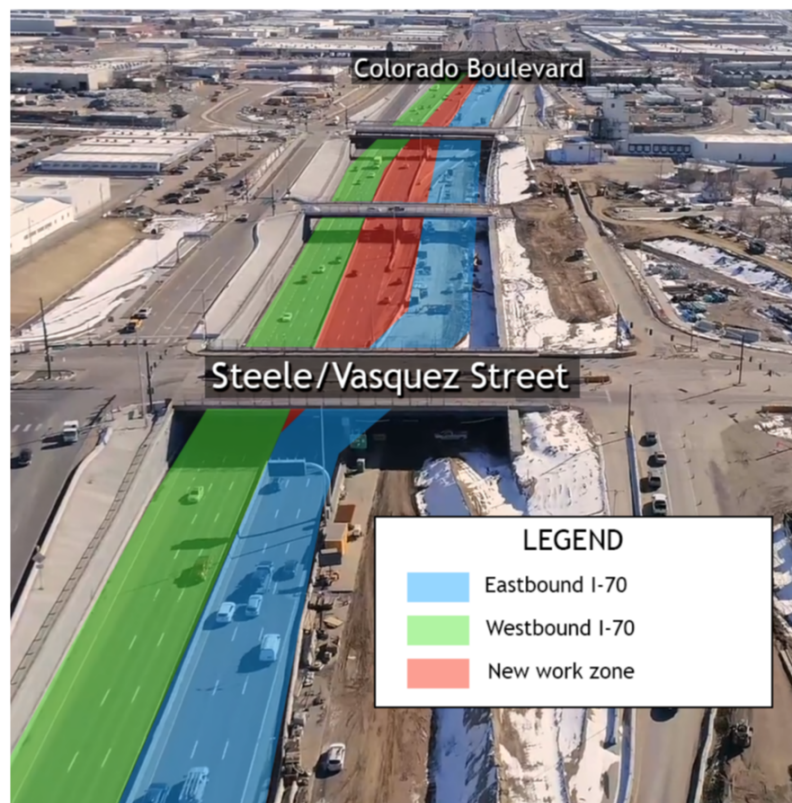 Colorado Boulevard
Steele/Vasquez Street
LEGEND
Eastbound I-70
Westbound I-70
New work zone